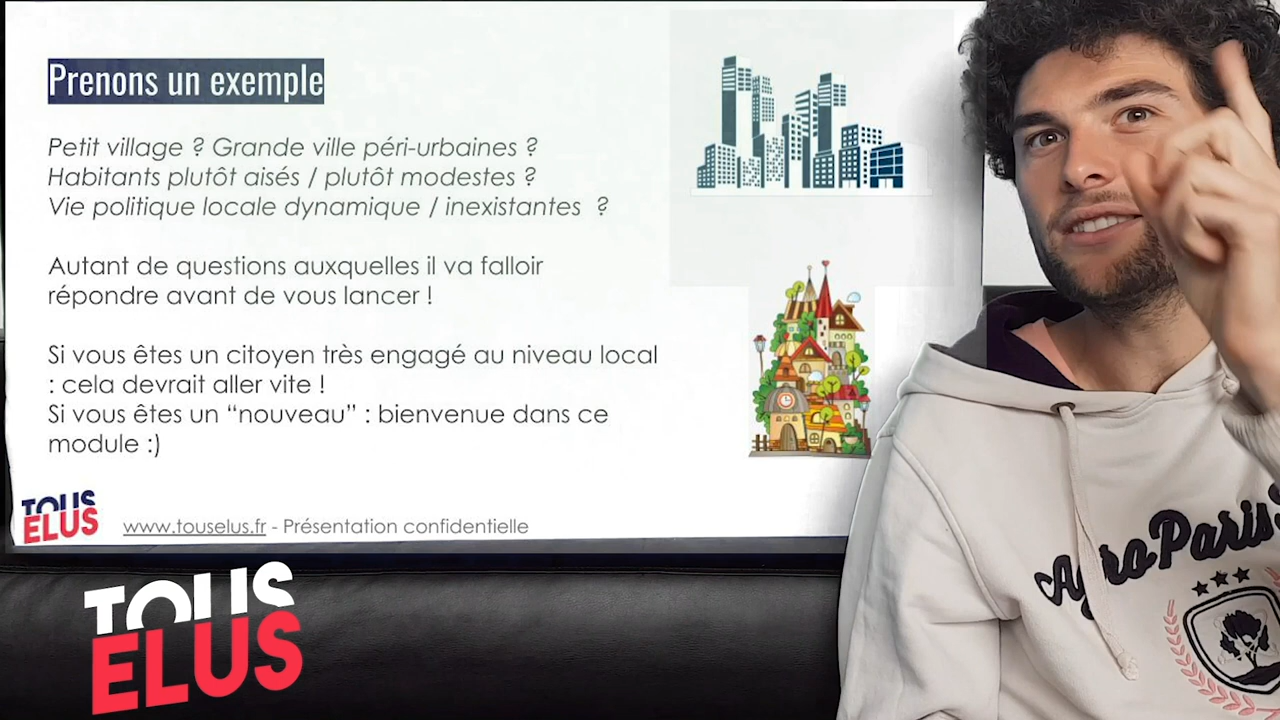 Prenons un exemple
Petit village ? Grande ville péri-urbaines ?
Habitants plutôt aisés / plutôt modestes ?
Vie politique locale dynamique / inexistantes ?
Autant de questions auxquelles il va falloir
répondre avant de vous lancer !
Si vous êtes un citoyen très engagé au niveau local
: cela devrait aller vite !
Si vous êtes un “nouveau” : bienvenue dans ce
module :)
TOUS
ELUS
www.touselus.fr - Présentation confidentielle
TOUS
ELUS
AgroParis